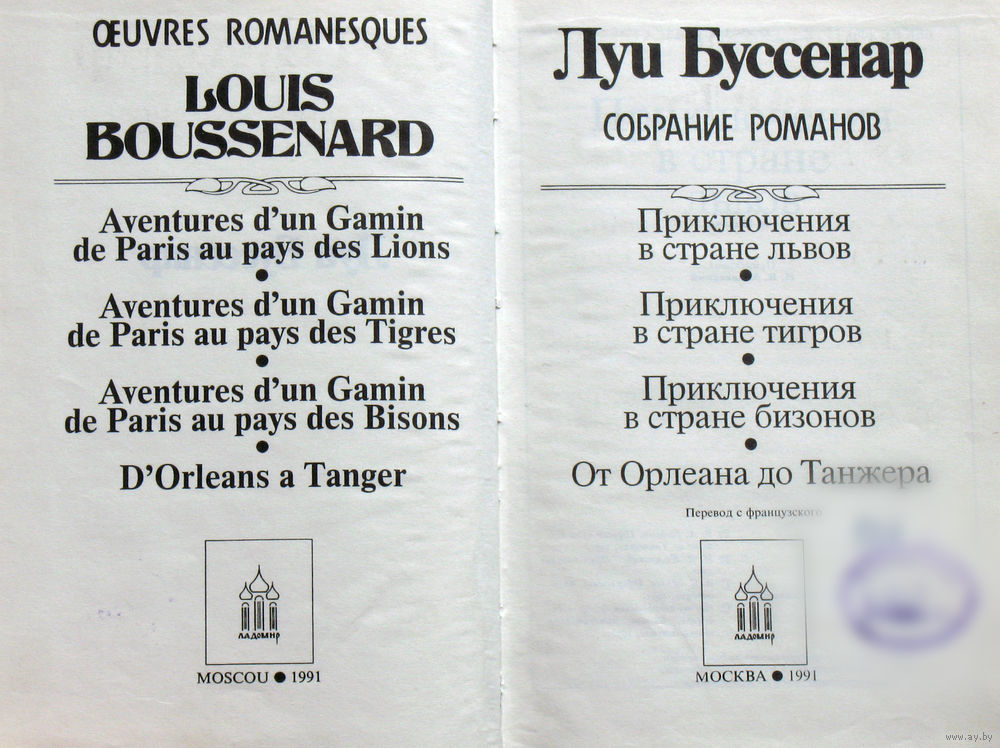 ŒUVRES ROMANESQUES
LOUIS
BOUSSENARD
Aventures d'un Gamin
de Paris au pays des Lions
●
Aventures d'un Gamin
de Paris au pays des Tigres
●
Aventures d'un Gamin
de Paris au pays des Bisons
●
D'Orleans a Tanger
ладомир
MOSCOU ● 1991
Луи Буссенар
СОБРАНИЕ РОМАНОВ
Приключения
в стране львов
●
Приключения
в стране тигров
●
Приключения
в стране бизонов
●
От Орлеана до Танжера
Перевод с французского
ладомир
МОСКВА ● 1991
www.ay.by